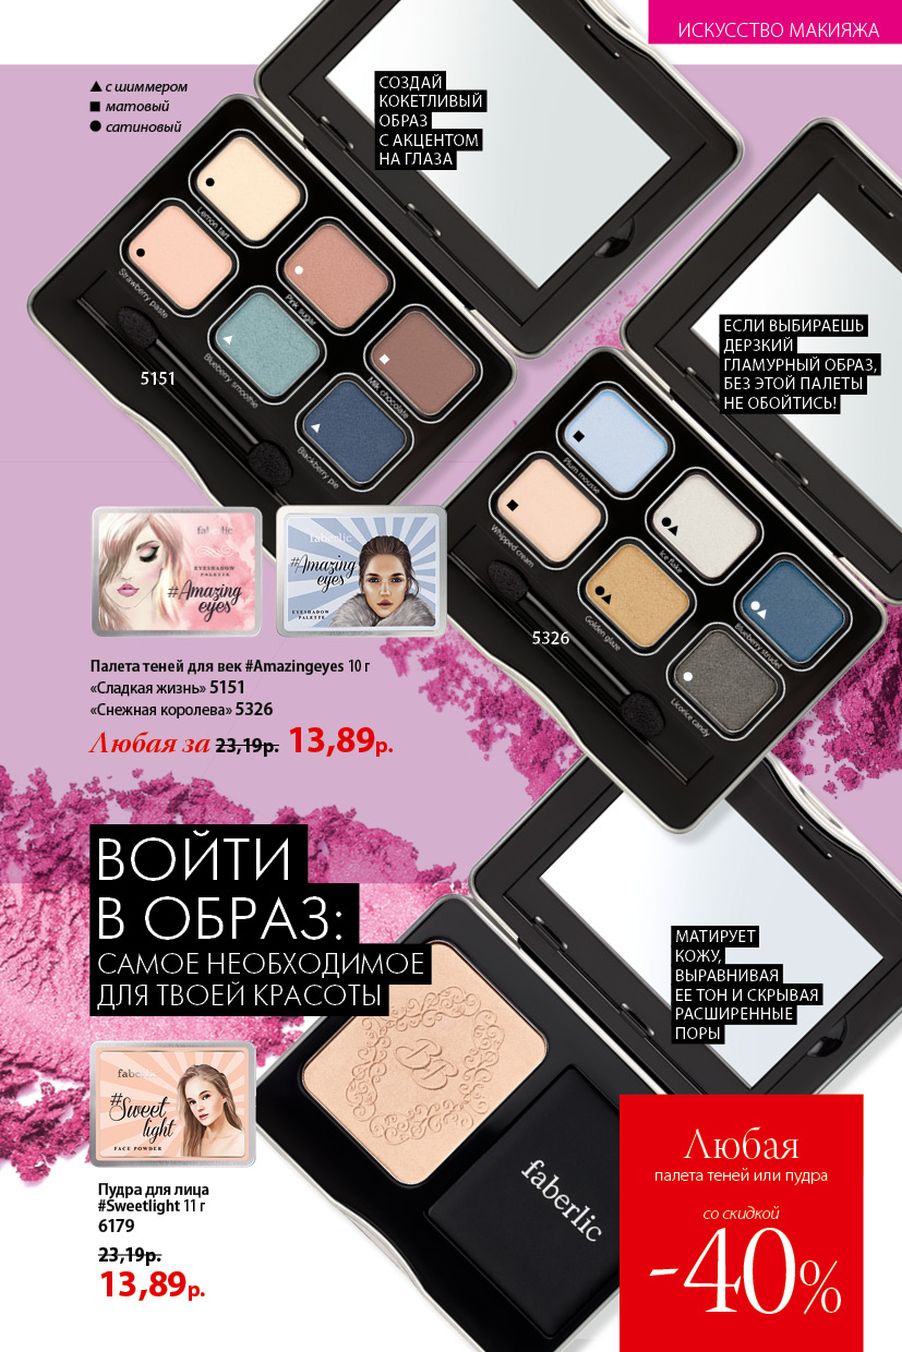 ИСКУССТВО МАКИЯЖА
▲ с шиммером
■ матовый
● сатиновый
СОЗДАЙ
КОКЕТЛИВЫЙ
ОБРАЗ
С АКЦЕНТОМ
НА ГЛАЗА
Lemon tart
Strawberry paste
Pink sugar
Blueberry smoothie
Milk chocolate
Blackberry pie
5151
ЕСЛИ ВЫБИРАЕШЬ
ДЕРЗКИЙ
ГЛАМУРНЫЙ ОБРАЗ,
БЕЗ ЭТОЙ ПАЛЕТЫ
НЕ ОБОЙТИСЬ!
Plum mousse
Whipped cream
Ice flake
Golden glaze
Blueberry strudel
Licorice candy
5326
faberlic
EYESHADOW
PALETTE
#Amazing
eyes
faberlic
#Amazing
eyes
EYESHADOW
PALETTE
Палета теней для век #Amazingeyes 10 г
«Сладкая жизнь» 5151
«Снежная королева» 5326
Любая за 23,19р. 13,89р.
ВОЙТИ
В ОБРАЗ:
САМОЕ НЕОБХОДИМОЕ
ДЛЯ ТВОЕЙ КРАСОТЫ
МАТИРУЕТ
КОЖУ,
ВЫРАВНИВАЯ
ЕЕ ТОН И СКРЫВАЯ
РАСШИРЕННЫЕ
ПОРЫ
faberlic
#Sweet
light
FACE POWDER
faberlic
Пудра для лица
#Sweetlight 11 г
6179
23,19р.
13,89р.
Любая
палета теней или пудра
со скидкой
-40%